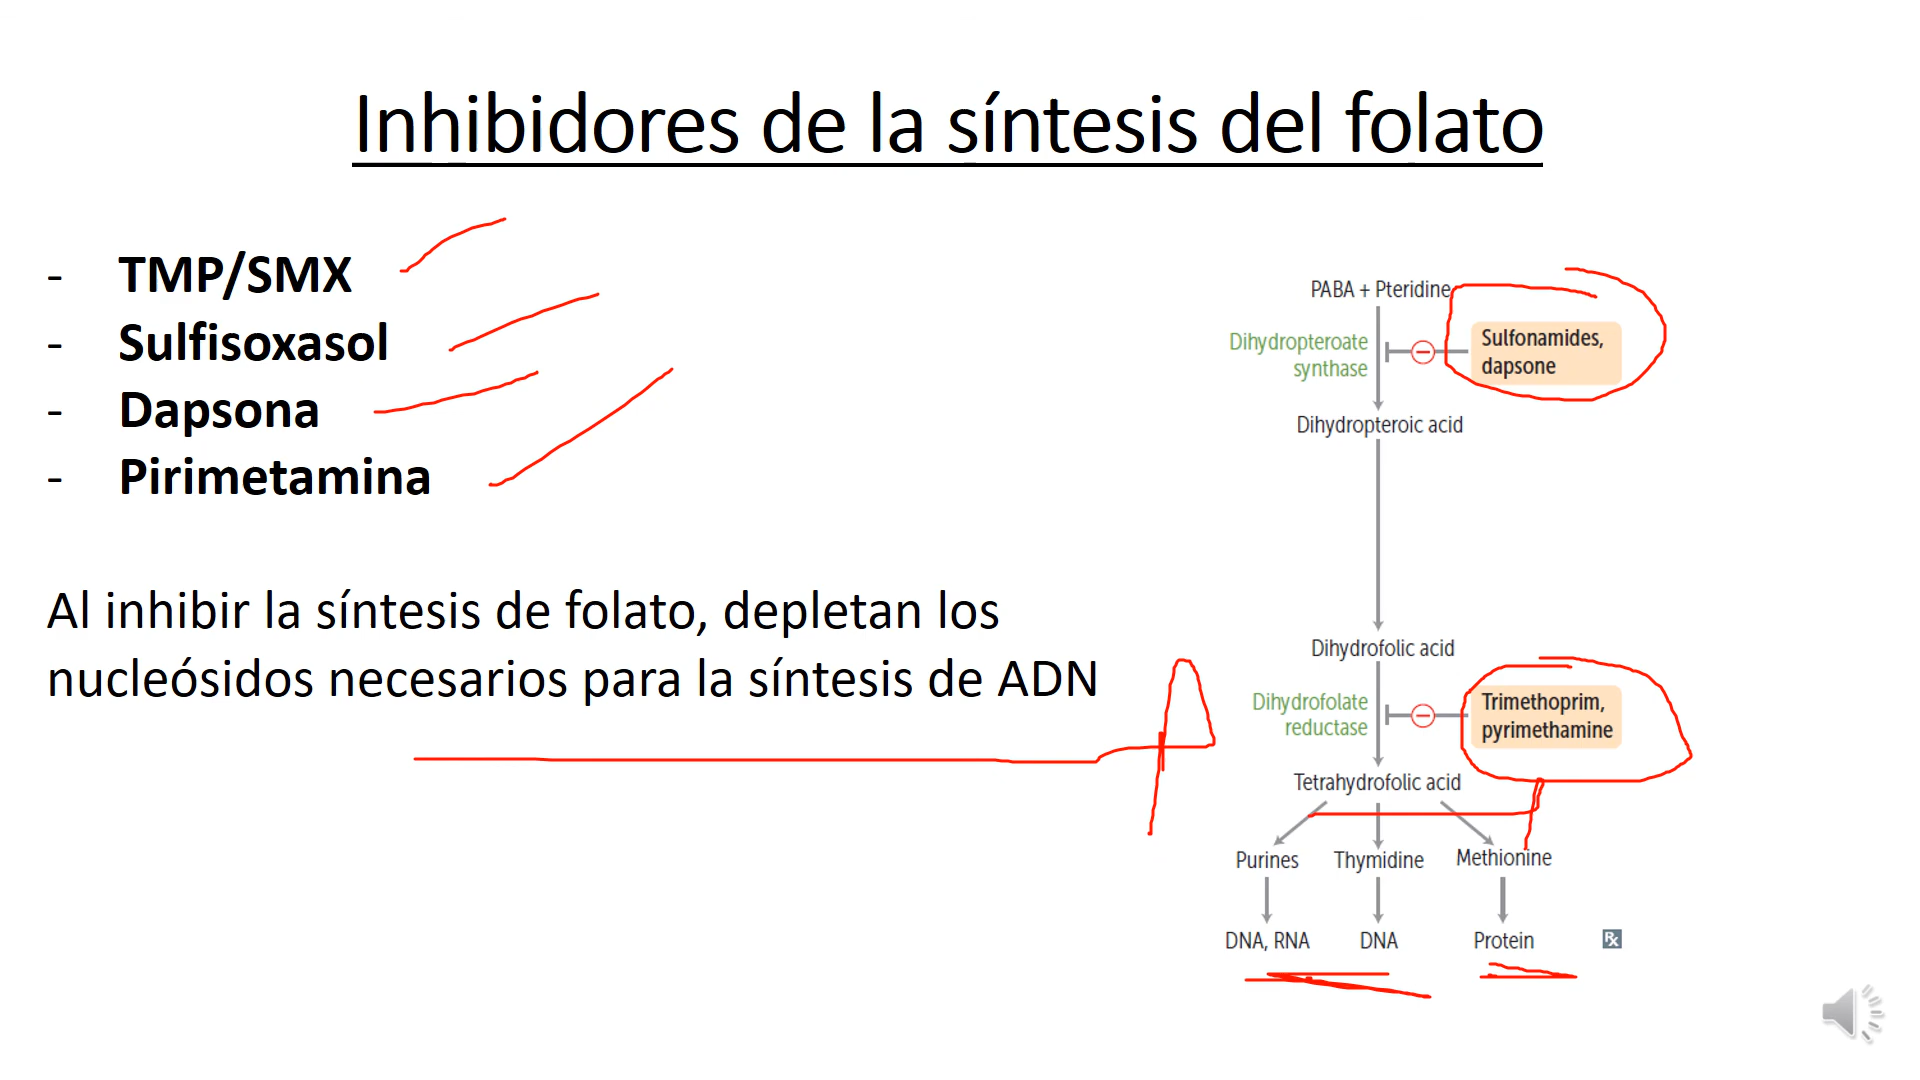 Inhibidores de la síntesis del folato
- TMP/SMX
- Sulfisoxasol
- Dapsona
- Pirimetamina
Al inhibir la síntesis de folato, depletan los
nucleósidos necesarios para la síntesis de ADN
PABA + Pteridine
Dihydropteroate
synthase
Sulfonamides,
dapsone
Dihydropteroic acid
Dihydrofolic acid
Dihydrofolate
reductase
Trimethoprim,
pyrimethamine
Tetrahydrofolic acid
Purines Thymidine Methionine
DNA, RNA DNA Protein Rx